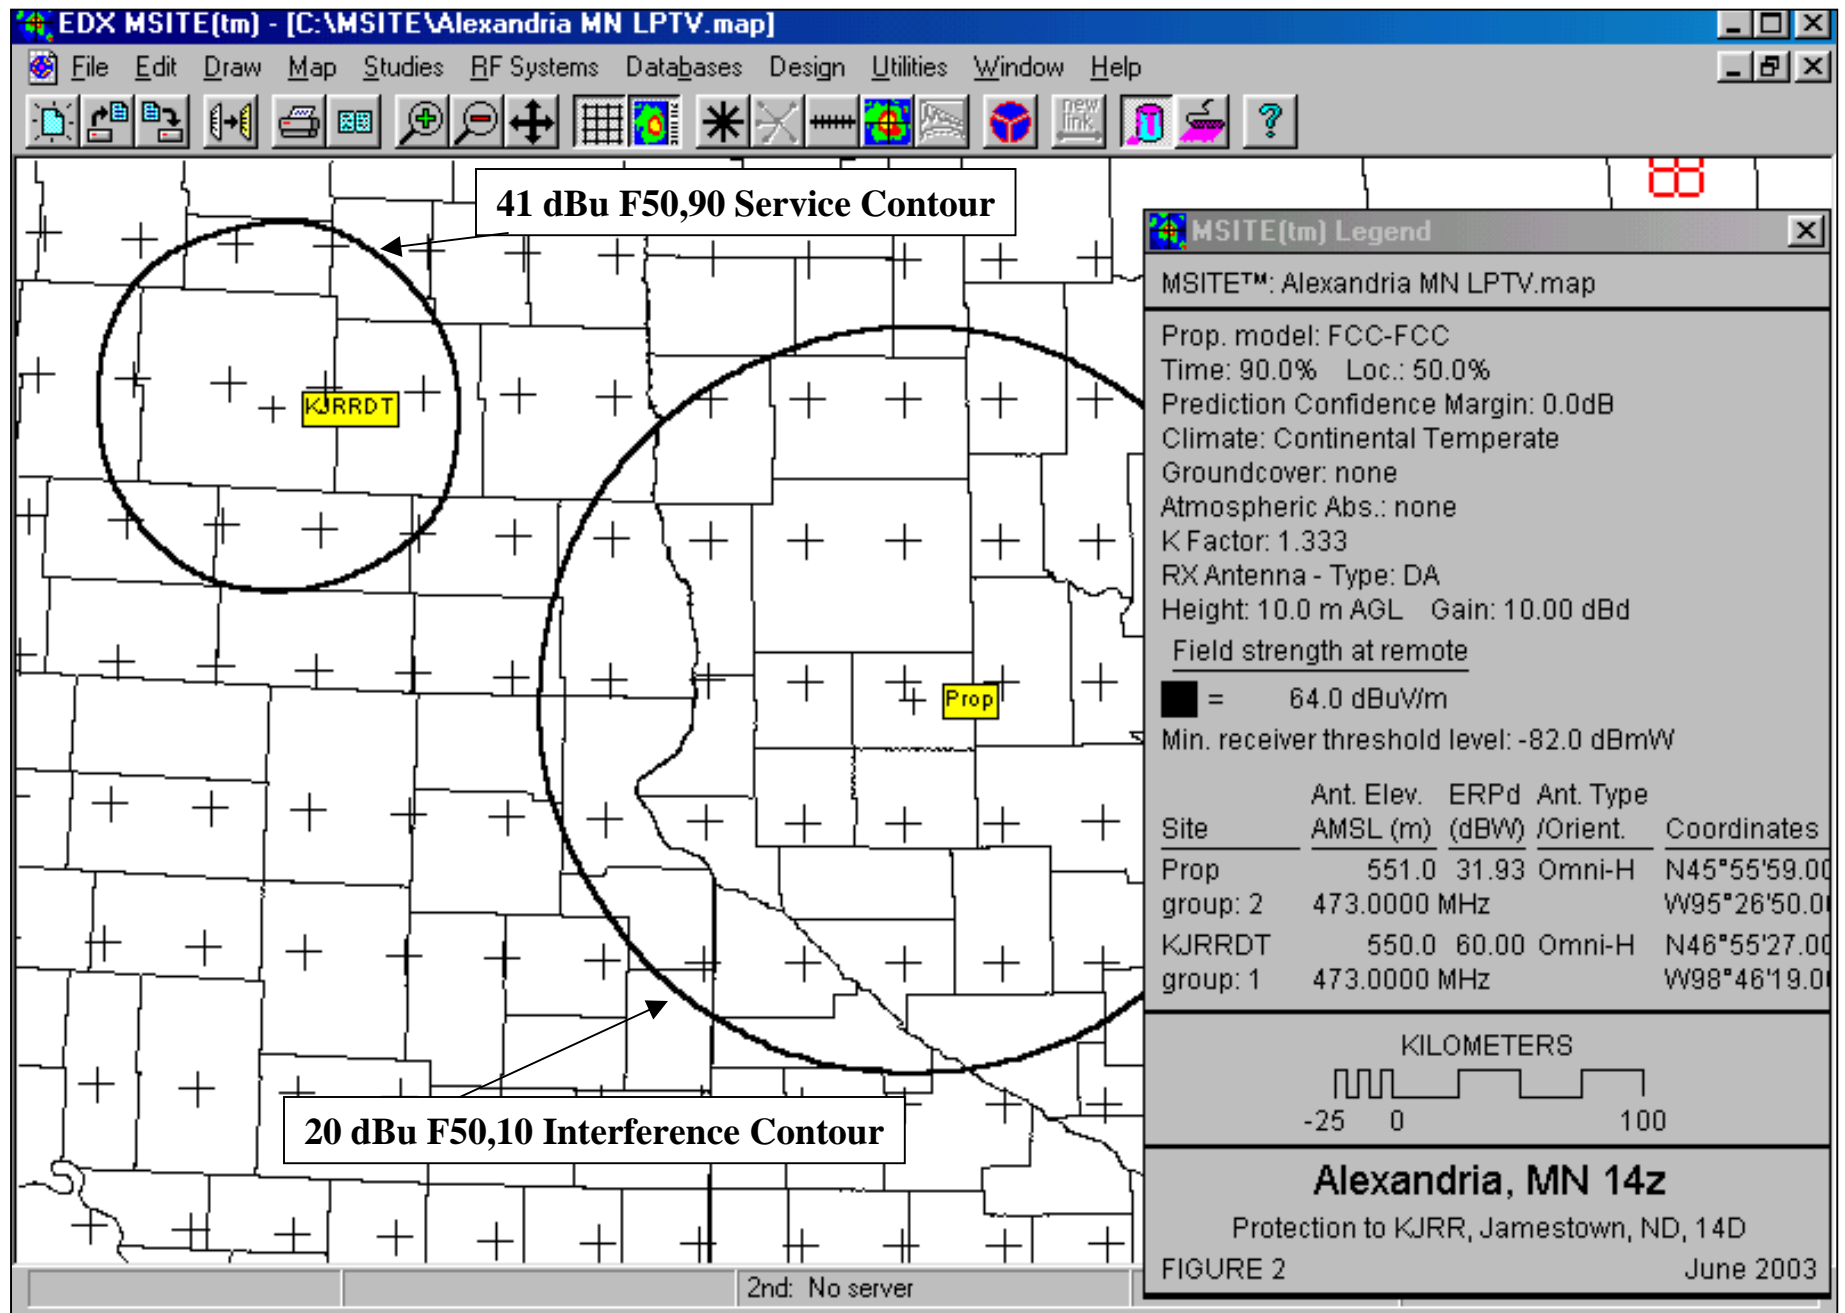 EDX MSITE(tm) - [C:\MSITE\Alexandria MN LPTV.map]
File Edit Draw Map Studies RF Systems Databases Design Utilities Window Help
new link
41 dBu F50,90 Service Contour
KJRRDT
Prop
20 dBu F50,10 Interference Contour
MSITE(tm) Legend
MSITE™: Alexandria MN LPTV.map
Prop. model: FCC-FCC
Time: 90.0% Loc.: 50.0%
Prediction Confidence Margin: 0.0dB
Climate: Continental Temperate
Groundcover: none
Atmospheric Abs.: none
K Factor: 1.333
RX Antenna - Type: DA
Height: 10.0 m AGL Gain: 10.00 dBd
Field strength at remote
= 64.0 dBuV/m
Min. receiver threshold level: -82.0 dBmW
Ant. Elev. ERPd Ant. Type
Site AMSL (m) (dBW) /Orient. Coordinates
Prop 551.0 31.93 Omni-H N45°55'59.00
group: 2 473.0000 MHz W95°26'50.0
KJRRDT 550.0 60.00 Omni-H N46°55'27.00
group: 1 473.0000 MHz W98°46'19.0
KILOMETERS
-25 0 100
Alexandria, MN 14z
Protection to KJRR, Jamestown, ND, 14D
FIGURE 2 June 2003
2nd: No server